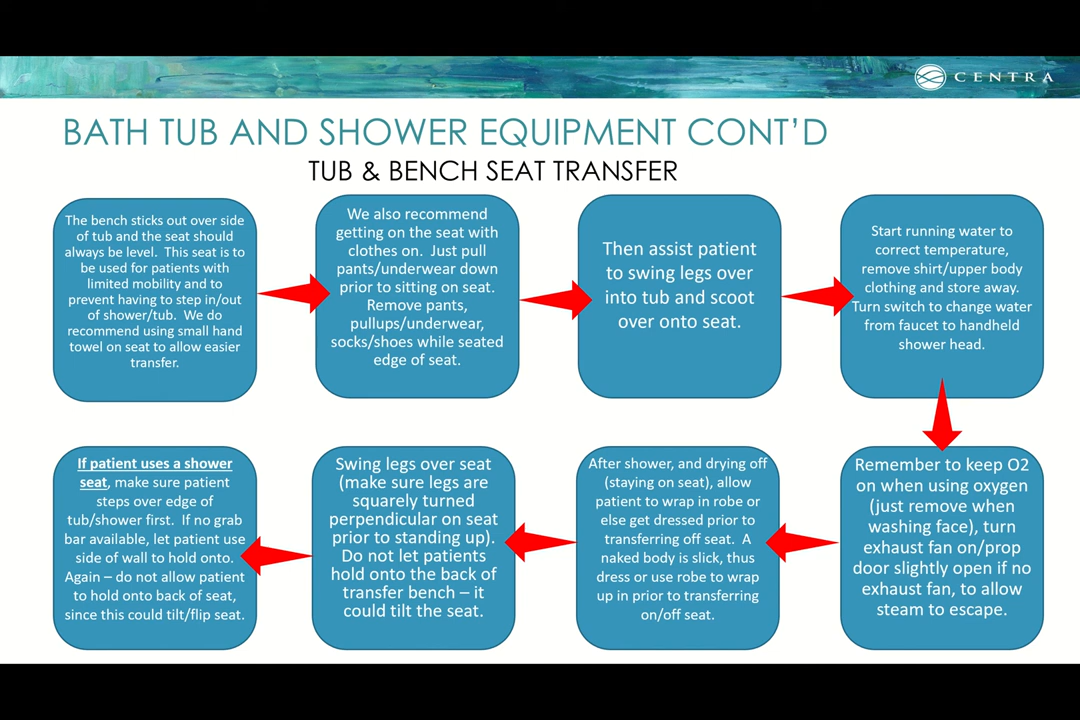 CENTRA
BATH TUB AND SHOWER EQUIPMENT CONT'D
TUB & BENCH SEAT TRANSFER
The bench sticks out over side
of tub and the seat should
always be level. This seat is to
be used for patients with
limited mobility and to
prevent having to step in/out
of shower/tub. We do
recommend using small hand
towel on seat to allow easier
transfer.
We also recommend
getting on the seat with
clothes on. Just pull
pants/underwear down
prior to sitting on seat.
Remove pants,
pullups/underwear,
socks/shoes while seated
edge of seat.
Then assist patient
to swing legs over
into tub and scoot
over onto seat.
Start running water to
correct temperature,
remove shirt/upper body
clothing and store away.
Turn switch to change water
from faucet to handheld
shower head.
Remember to keep O2
on when using oxygen
(just remove when
washing face), turn
exhaust fan on/prop
door slightly open if no
exhaust fan, to allow
steam to escape.
After shower, and drying off
(staying on seat), allow
patient to wrap in robe or
else get dressed prior to
transferring off seat. A
naked body is slick, thus
dress or use robe to wrap
up in prior to transferring
on/off seat.
Swing legs over seat
(make sure legs are
squarely turned
perpendicular on seat
prior to standing up).
Do not let patients
hold onto the back of
transfer bench – it
could tilt the seat.
If patient uses a shower
seat, make sure patient
steps over edge of
tub/shower first. If no grab
bar available, let patient use
side of wall to hold onto.
Again – do not allow patient
to hold onto back of seat,
since this could tilt/flip seat.